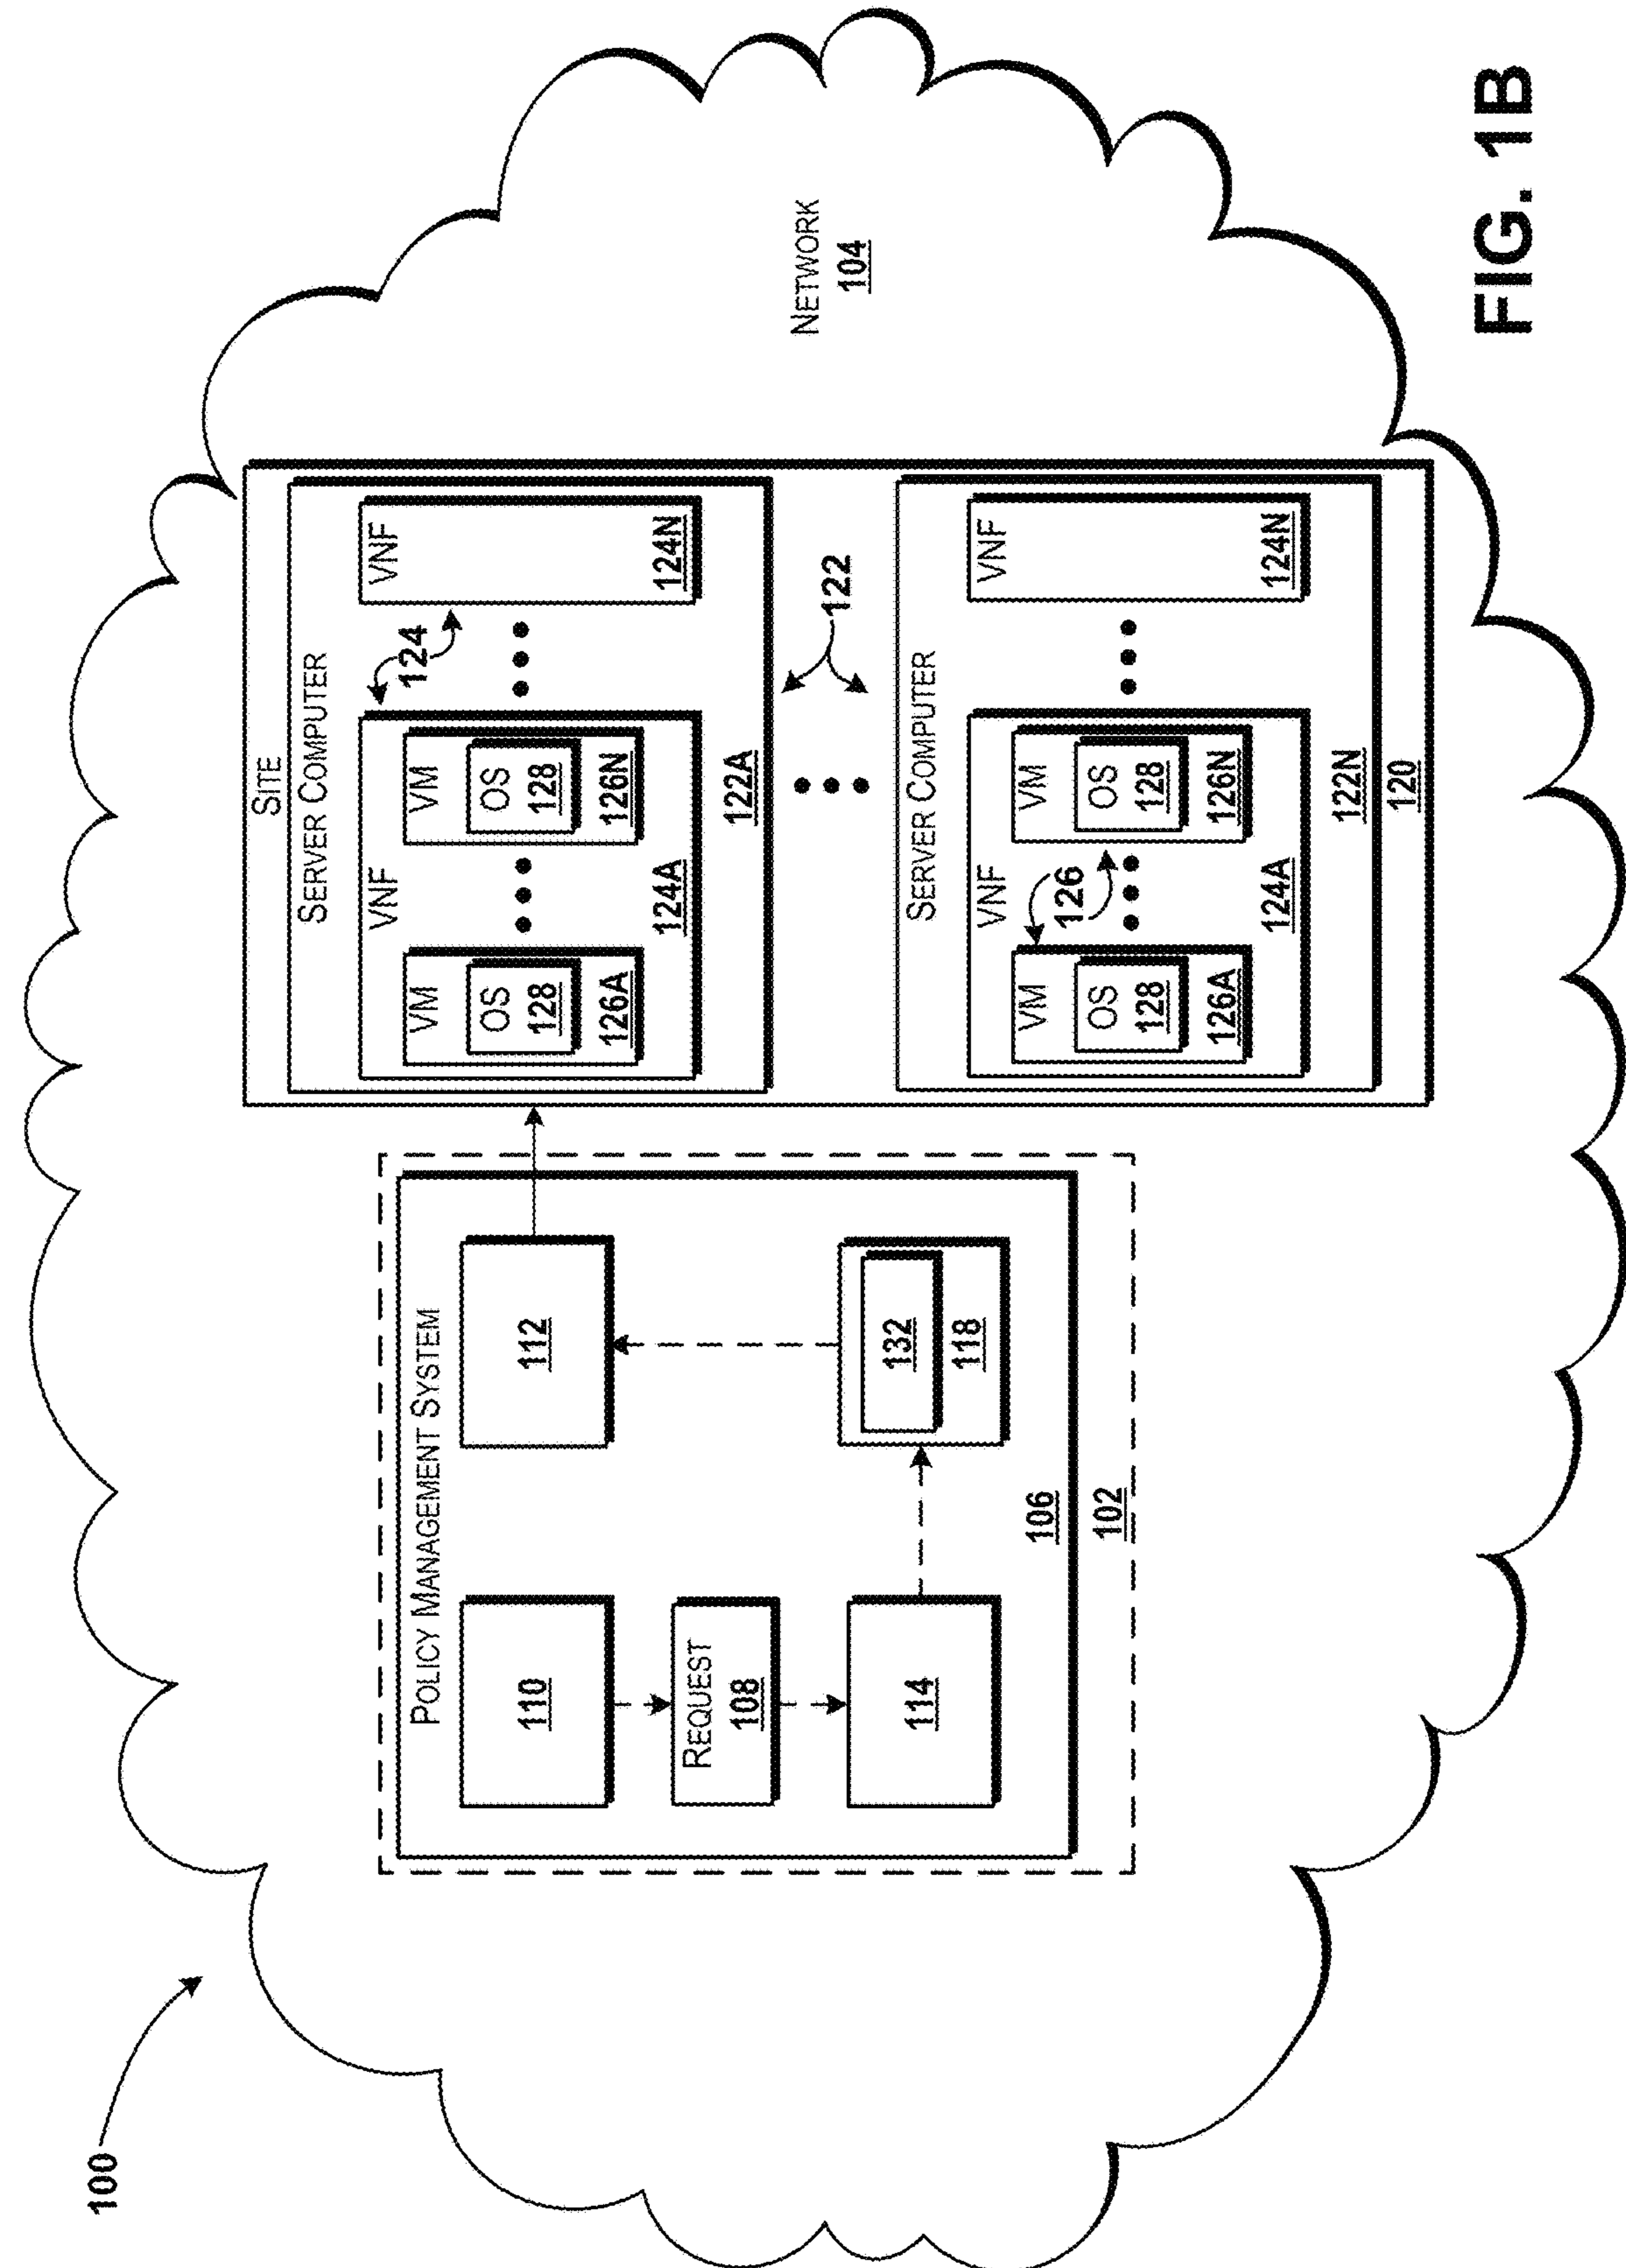 100
POLICY MANAGEMENT SYSTEM
110
REQUEST
108
114
112
132
118
106
102
SITE
SERVER COMPUTER
VNF
VM
OS
128
126A
VM
OS
128
126N
124A
124
VNF
124N
122A
122
SERVER COMPUTER
VNF
VM
OS
128
126A
126
VM
OS
128
126N
124A
VNF
124N
122N
120
NETWORK
104
FIG. 1B